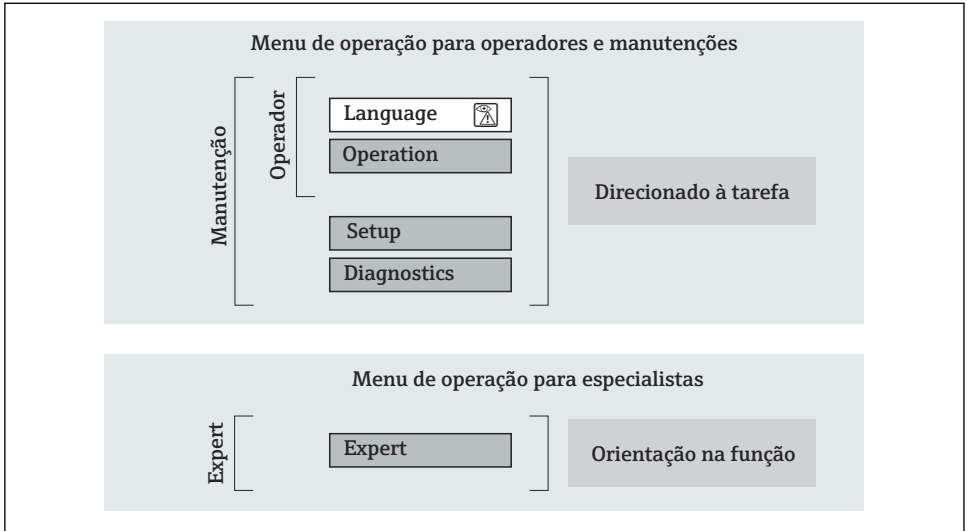 Menu de operação para operadores e manutenções
Manutenção
Operador
Language
Operation
Setup
Diagnostics
Direcionado à tarefa
Menu de operação para especialistas
Expert
Expert
Orientação na função